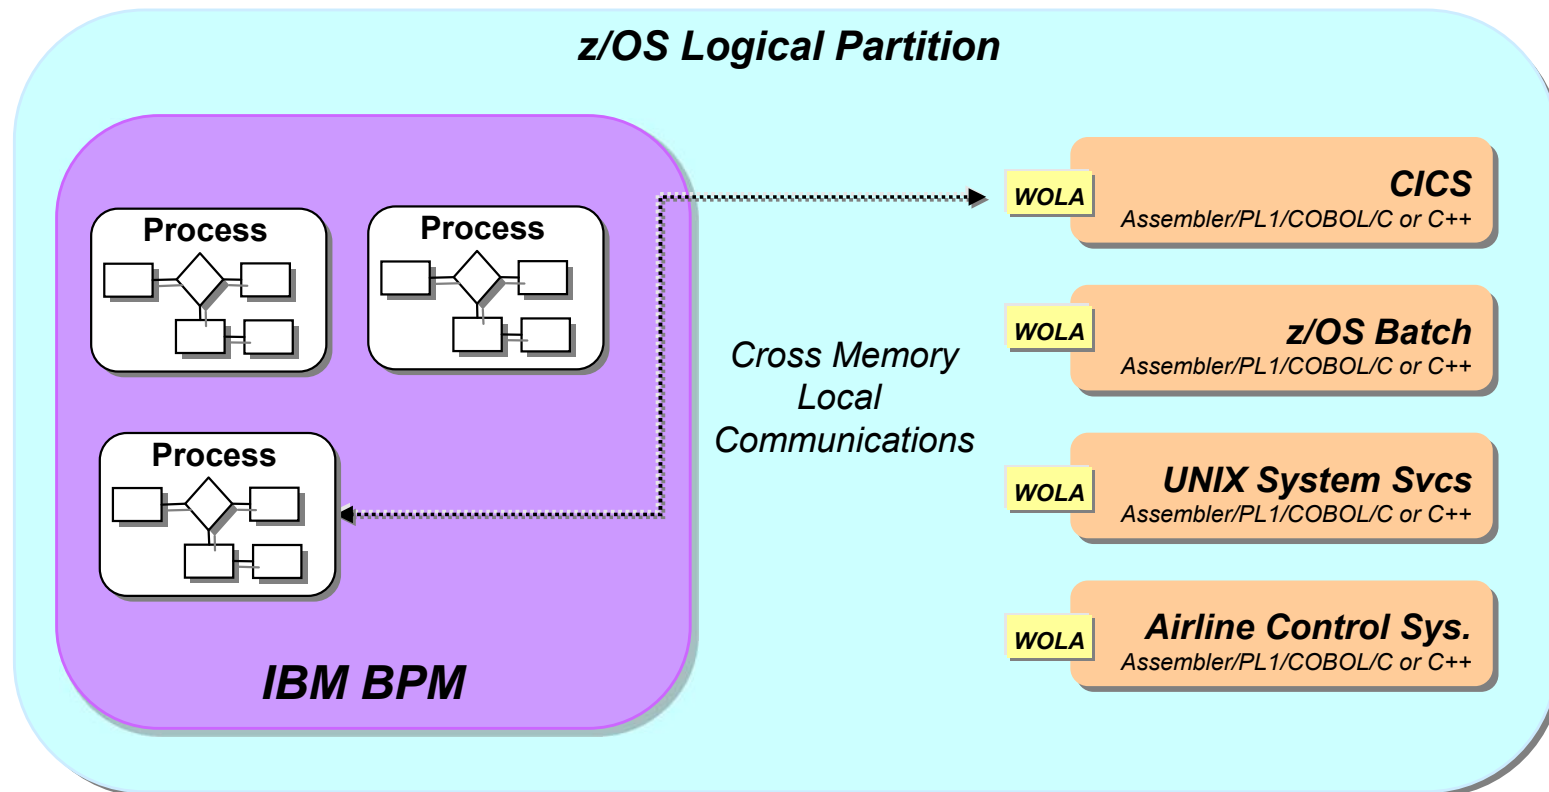 z/OS Logical Partition
Process
Process
Process
IBM BPM
Cross Memory
Local
Communications
WOLA
CICS
Assembler/PL1/COBOL/C or C++
WOLA
z/OS Batch
Assembler/PL1/COBOL/C or C++
WOLA
UNIX System Svcs
Assembler/PL1/COBOL/C or C++
WOLA
Airline Control Sys.
Assembler/PL1/COBOL/C or C++